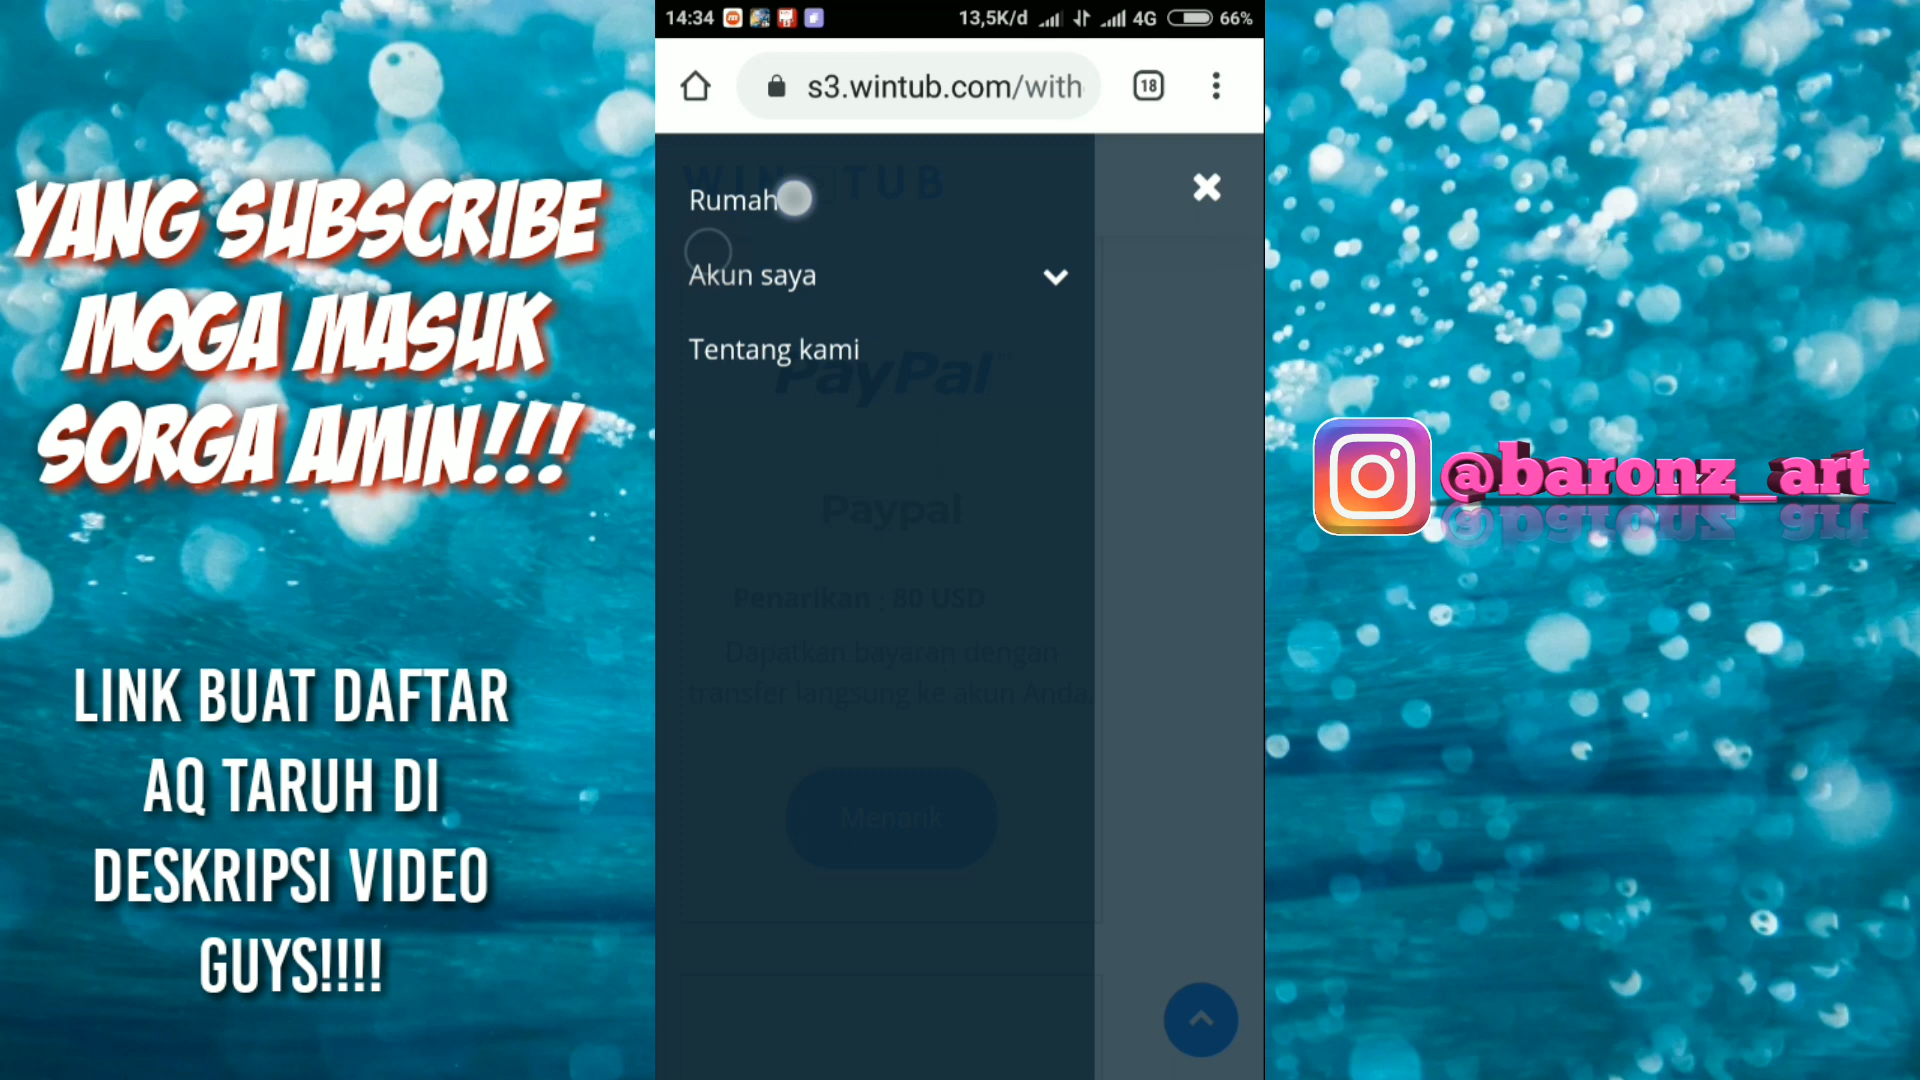 YANG SUBSCRIBE
MOGA MASUK
SORGA AMIN!!!
LINK BUAT DAFTAR
AQ TARUH DI
DESKRIPSI VIDEO
GUYS!!!!
14:34
13,5K/d
4G
66%
s3.wintub.com/with
18
WIN TUB
Rumah
Akun saya
Tentang kami
PayPal
Paypal
Penarikan : 80 USD
Dapatkan bayaran dengan
transfer langsung ke akun Anda.
Menarik
@baronz_art